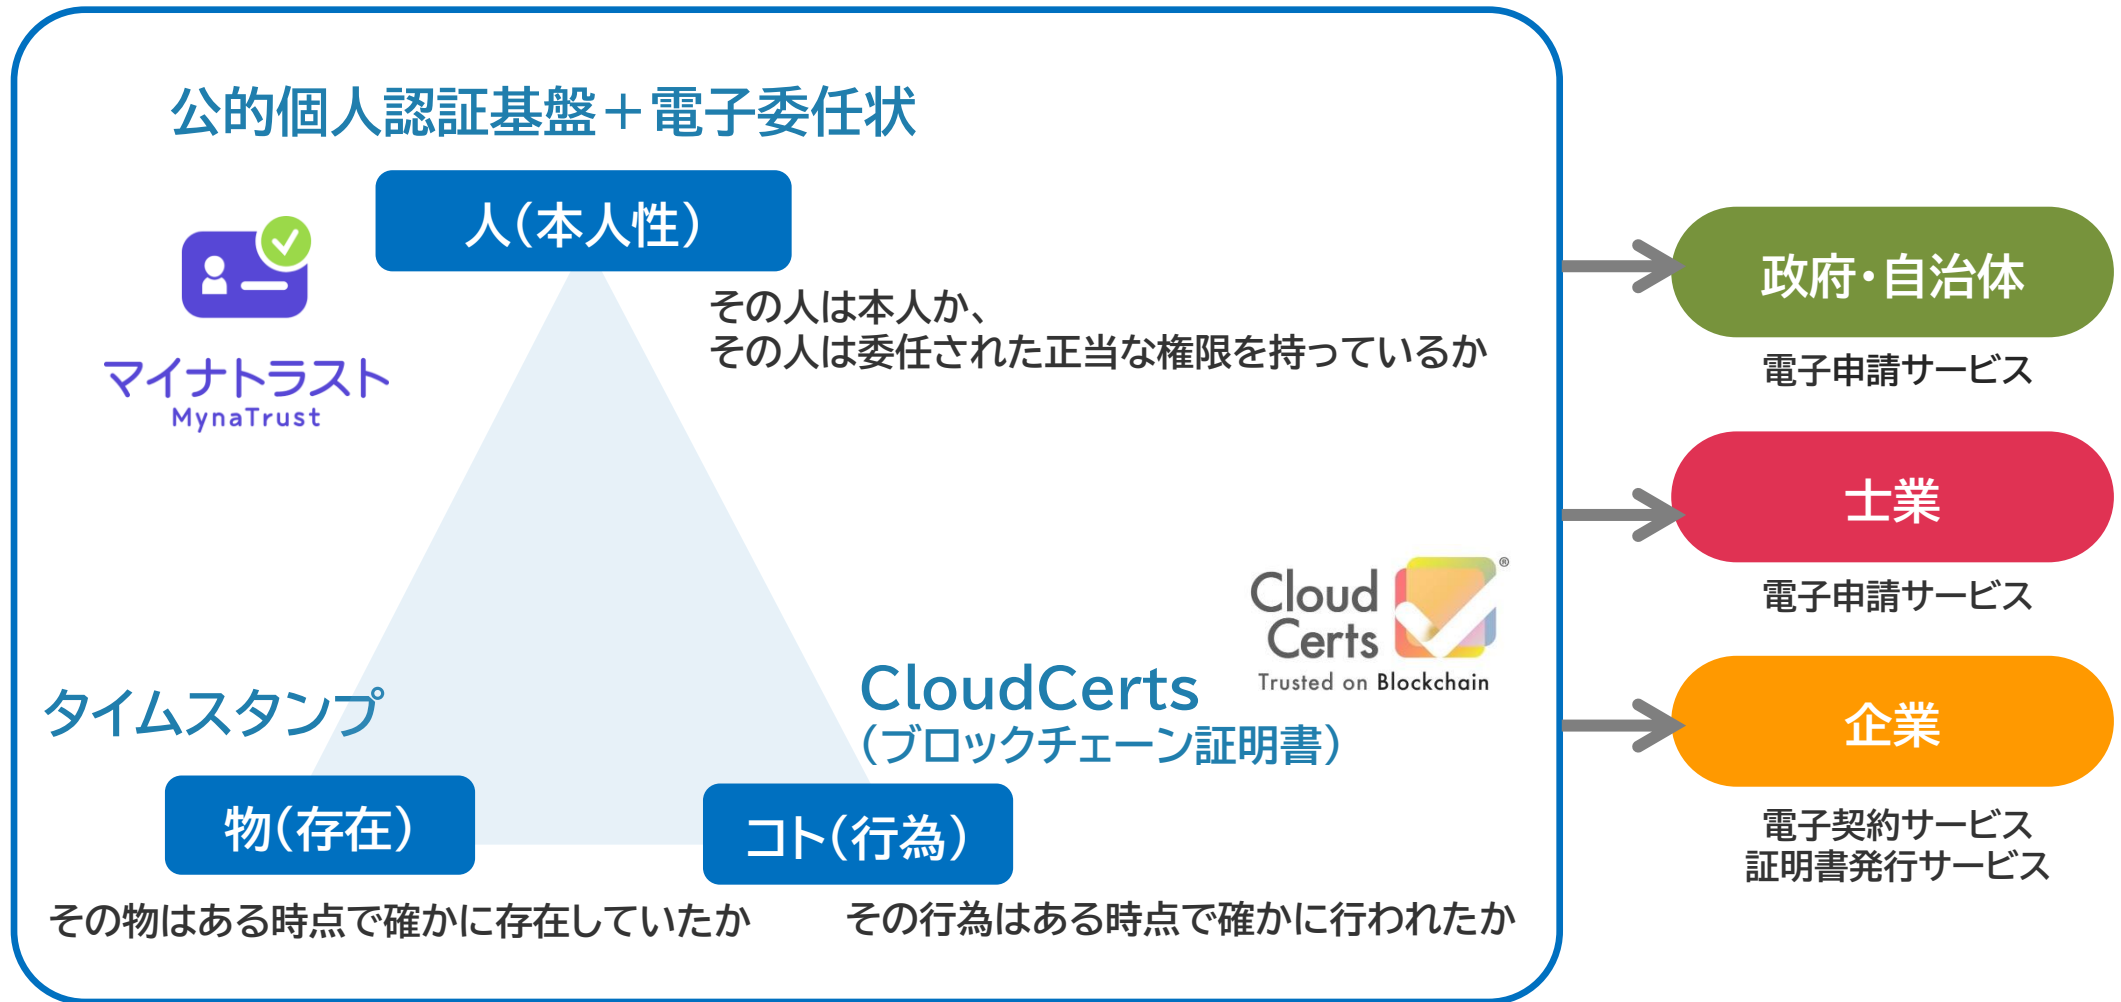 公的個人認証基盤＋電子委任状
人(本人性)
マイナトラスト
MynaTrust
その人は本人か、
その人は委任された正当な権限を持っているか
タイムスタンプ
物(存在)
その物はある時点で確かに存在していたか
Cloud
Certs
®
Trusted on Blockchain
CloudCerts
(ブロックチェーン証明書)
コト(行為)
その行為はある時点で確かに行われたか
政府・自治体
電子申請サービス
士業
電子申請サービス
企業
電子契約サービス
証明書発行サービス